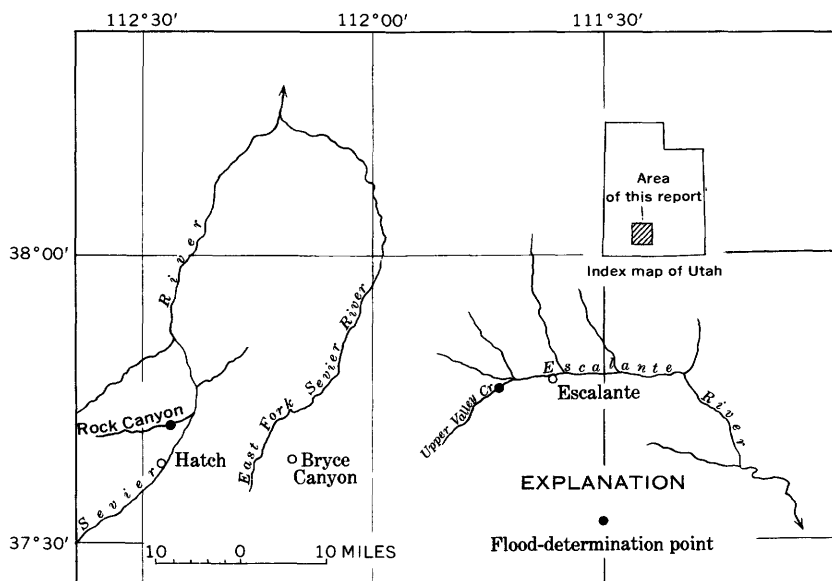 112°30′ 112°00′ 111°30′
38°00′
37°30′
Area
of this report
Index map of Utah
River
East Fork Sevier River
Escalante
River
Escalante
Upper Valley Cr
Rock Canyon
Hatch
Bryce
Canyon
Sevier
EXPLANATION
Flood-determination point
10 0 10 MILES